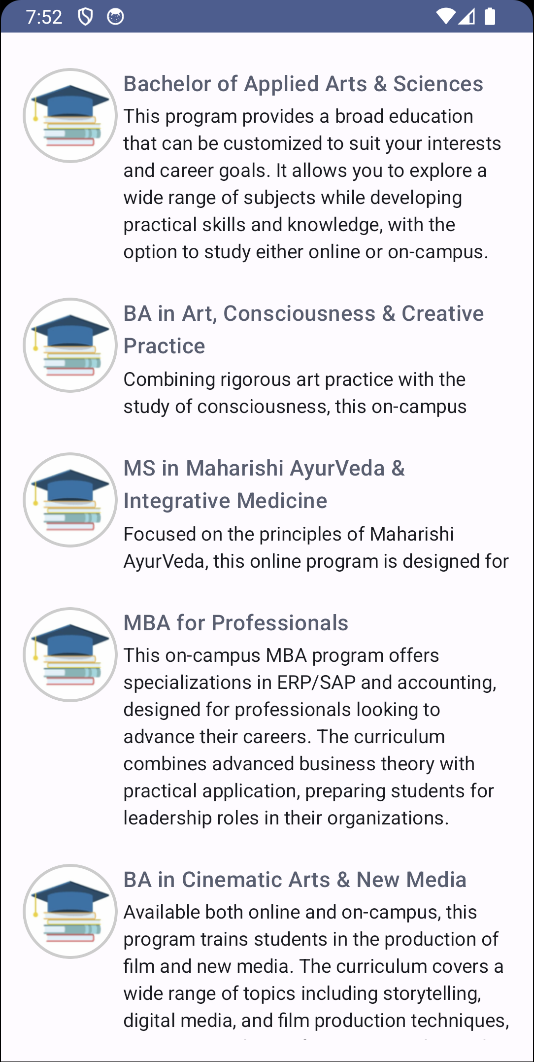 7:52
Bachelor of Applied Arts & Sciences
This program provides a broad education
that can be customized to suit your interests
and career goals. It allows you to explore a
wide range of subjects while developing
practical skills and knowledge, with the
option to study either online or on-campus.
BA in Art, Consciousness & Creative
Practice
Combining rigorous art practice with the
study of consciousness, this on-campus
MS in Maharishi AyurVeda &
Integrative Medicine
Focused on the principles of Maharishi
AyurVeda, this online program is designed for
MBA for Professionals
This on-campus MBA program offers
specializations in ERP/SAP and accounting,
designed for professionals looking to
advance their careers. The curriculum
combines advanced business theory with
practical application, preparing students for
leadership roles in their organizations.
BA in Cinematic Arts & New Media
Available both online and on-campus, this
program trains students in the production of
film and new media. The curriculum covers a
wide range of topics including storytelling,
digital media, and film production techniques,